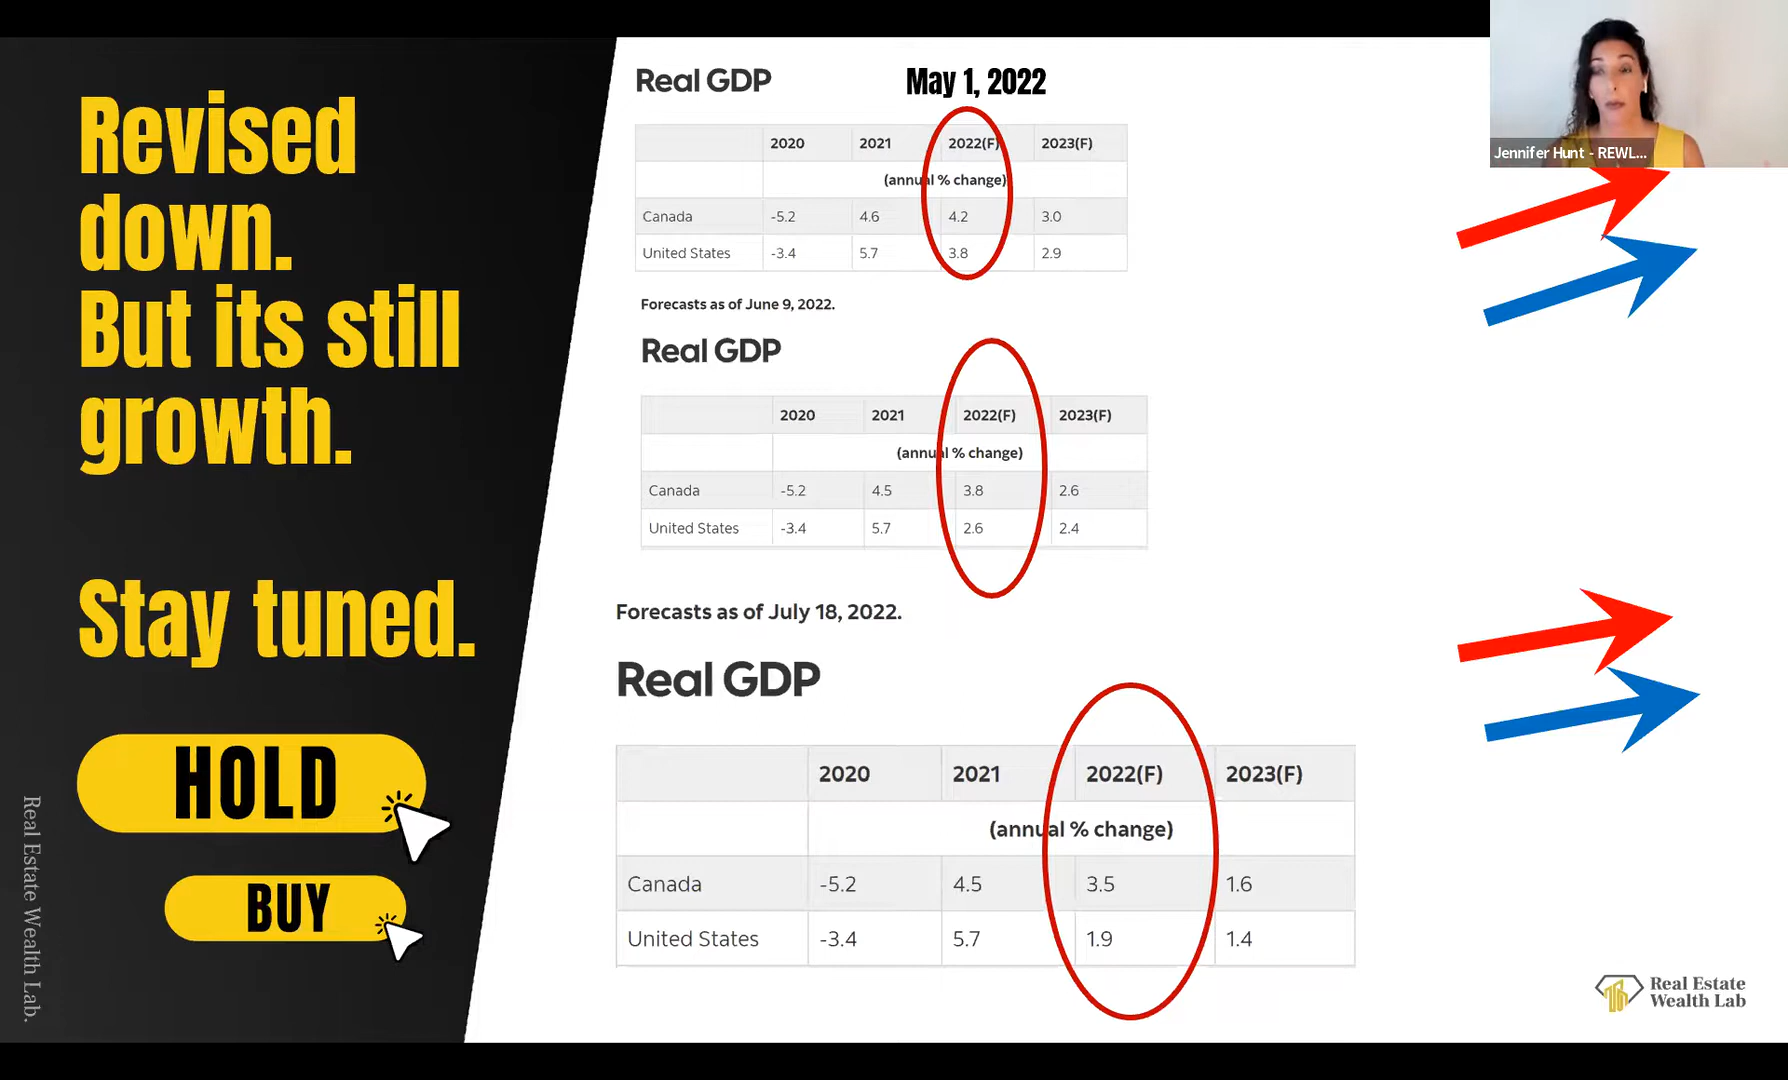 Revised
down.
But its still
growth.
Stay tuned.
HOLD
BUY
Real Estate Wealth Lab.
Real GDP
May 1, 2022
2020 2021 2022(F) 2023(F)
(annual % change)
Canada -5.2 4.6 4.2 3.0
United States -3.4 5.7 3.8 2.9
Forecasts as of June 9, 2022.
Real GDP
2020 2021 2022(F) 2023(F)
(annual % change)
Canada -5.2 4.5 3.8 2.6
United States -3.4 5.7 2.6 2.4
Forecasts as of July 18, 2022.
Real GDP
2020 2021 2022(F) 2023(F)
(annual % change)
Canada -5.2 4.5 3.5 1.6
United States -3.4 5.7 1.9 1.4
Jennifer Hunt - REWL...
Real Estate
Wealth Lab